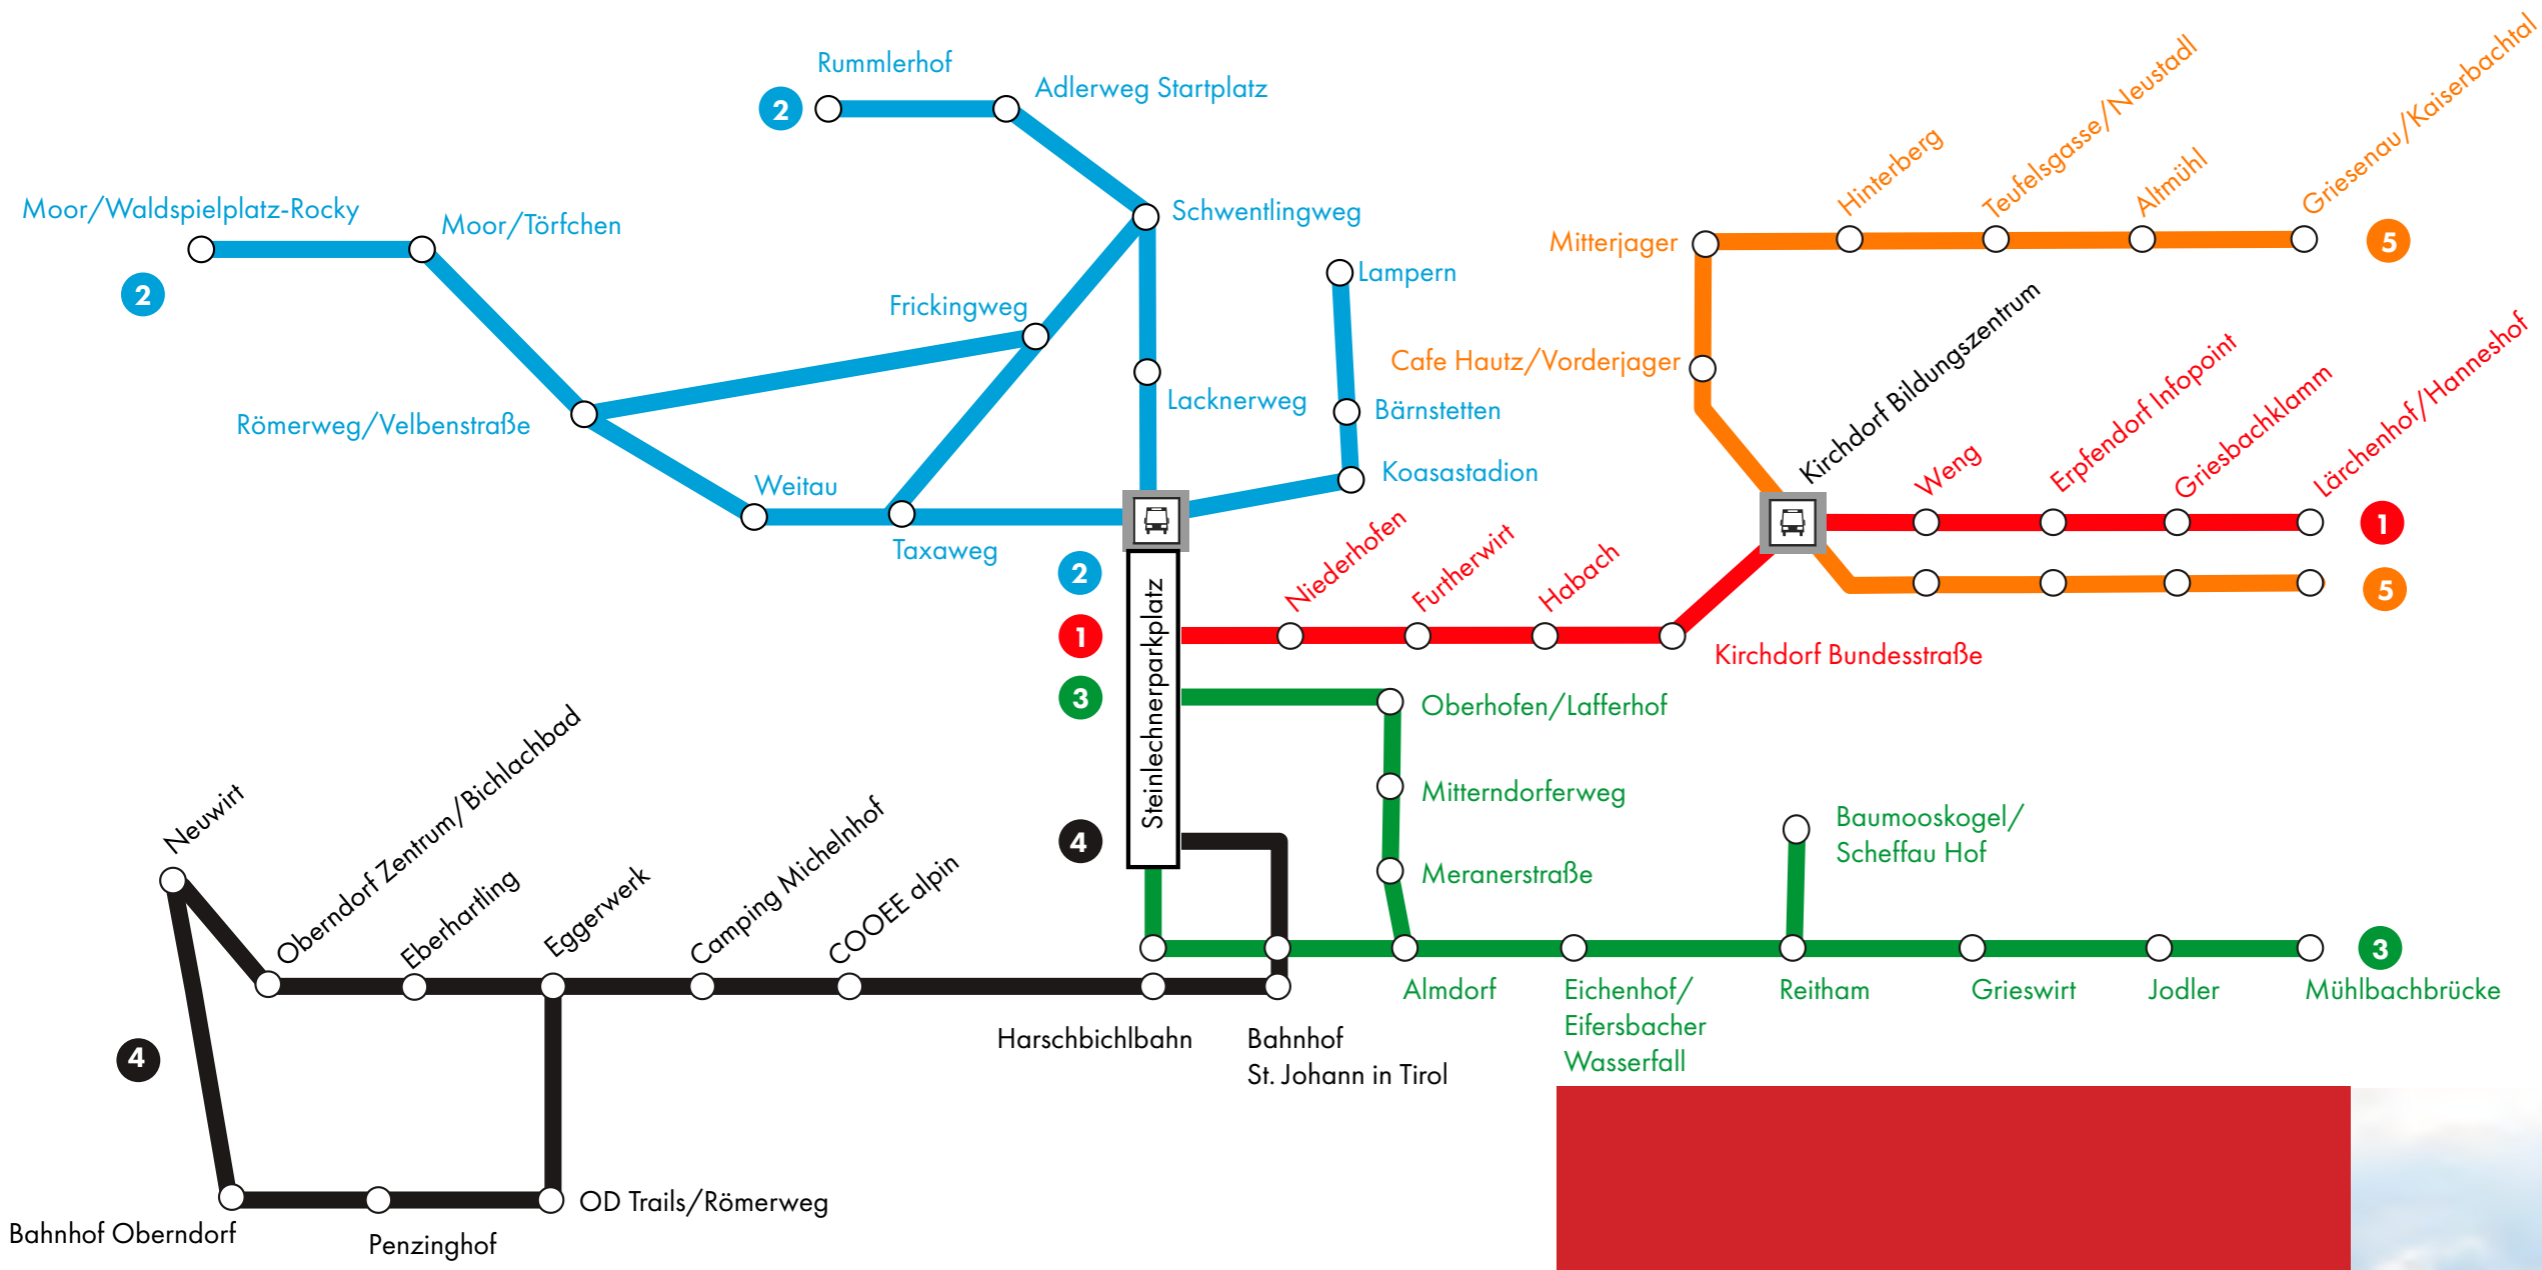 Rummlerhof
2
Adlerweg Startplatz
Moor/Waldspielplatz-Rocky
Moor/Törfchen
2
Schwentlingweg
Frickingweg
Lampern
Römerweg/Velbenstraße
Lacknerweg
Bärnstetten
Weitau
Koasastadion
Taxaweg
Mitterjager
Hinterberg
Teufelsgasse/Neustadl
Altmühl
Griesenau/Kaiserbachtal
5
Cafe Hautz/Vorderjager
Kirchdorf Bildungszentrum
Weng
Erpfendorf Infopoint
Griesbachklamm
Lärchenhof/Hanneshof
1
5
2
1
3
4
Steinlechnerparkplatz
Niederhofen
Furtherwirt
Habach
Kirchdorf Bundesstraße
Oberhofen/Lafferhof
Mitterndorferweg
Meranerstraße
Baumooskogel/
Scheffau Hof
3
Almdorf
Eichenhof/
Eifersbacher
Wasserfall
Reitham
Grieswirt
Jodler
Mühlbachbrücke
Neuwirt
Oberndorf Zentrum/Bichlachbad
Eberhartling
Eggerwerk
Camping Michelnhof
COOEE alpin
Harschbichlbahn
Bahnhof
St. Johann in Tirol
4
OD Trails/Römerweg
Bahnhof Oberndorf
Penzinghof